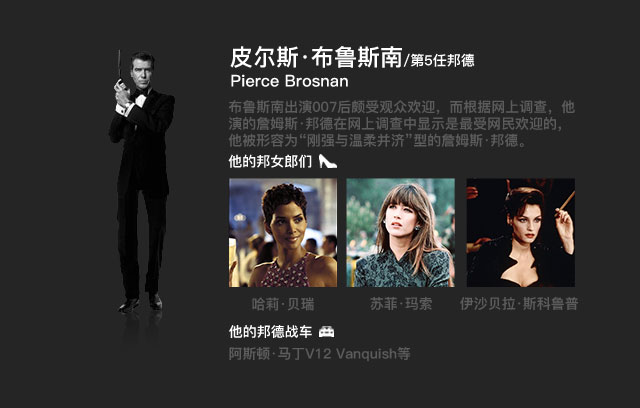 皮尔斯·布鲁斯南/第5任邦德
Pierce Brosnan
布鲁斯南出演007后颇受观众欢迎，而根据网上调查，他
演的詹姆斯·邦德在网上调查中显示是最受网民欢迎的，
他被形容为“刚强与温柔并济”型的詹姆斯·邦德。
他的邦女郎们
哈莉·贝瑞 苏菲·玛索 伊沙贝拉·斯科鲁普
他的邦德战车
阿斯顿·马丁V12 Vanquish等